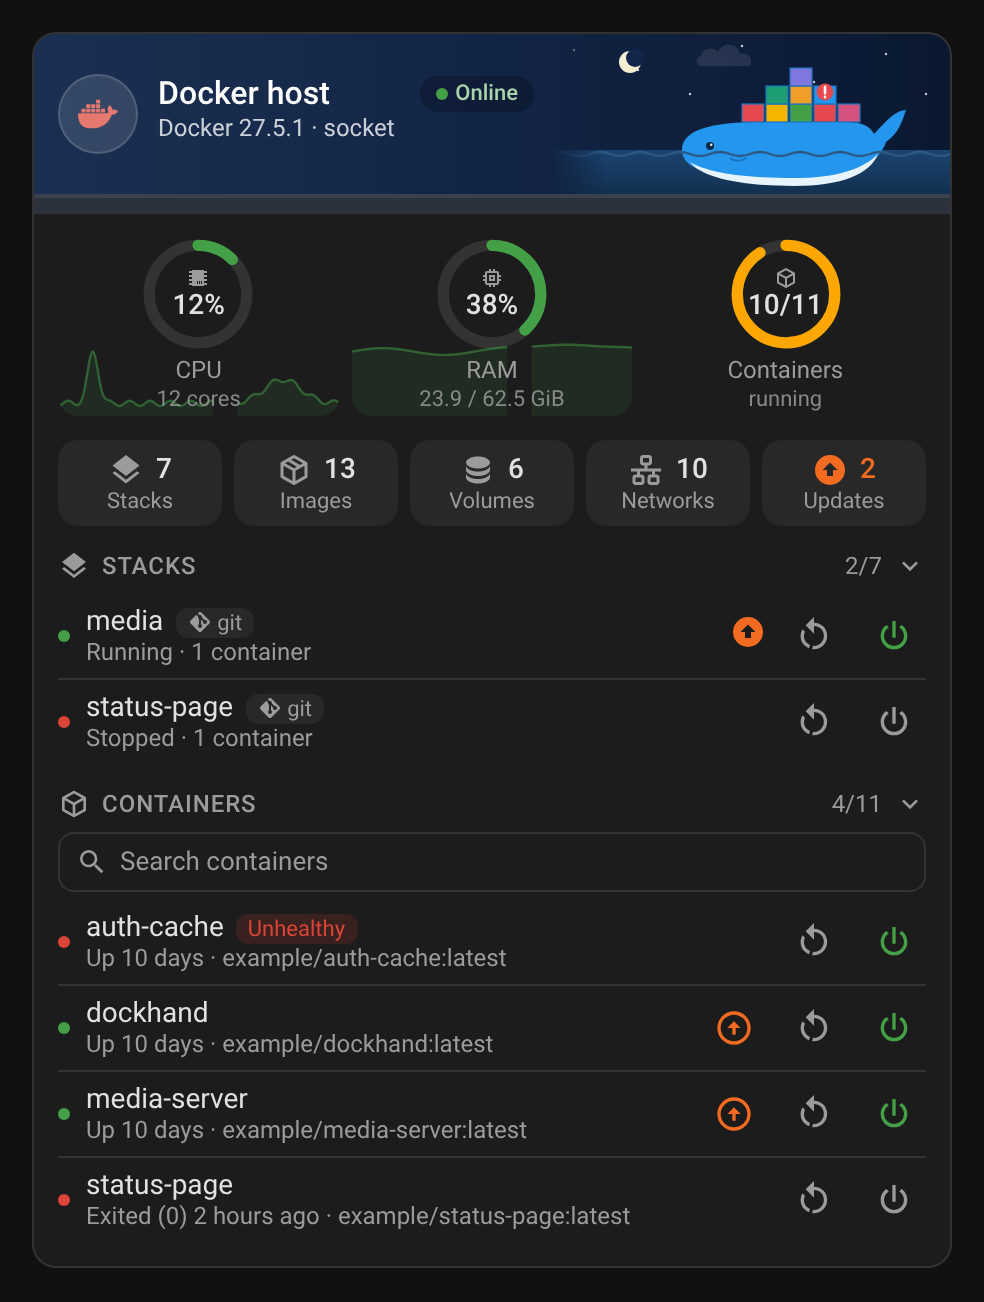 Docker host
Online
Docker 27.5.1 · socket
12%
38%
10/11
CPU
RAM
Containers
12 cores
23.9 / 62.5 GiB
running
7
Stacks
13
Images
6
Volumes
10
Networks
2
Updates
STACKS
2/7
media
git
Running · 1 container
status-page
git
Stopped · 1 container
CONTAINERS
4/11
Search containers
auth-cache
Unhealthy
Up 10 days · example/auth-cache:latest
dockhand
Up 10 days · example/dockhand:latest
media-server
Up 10 days · example/media-server:latest
status-page
Exited (0) 2 hours ago · example/status-page:latest